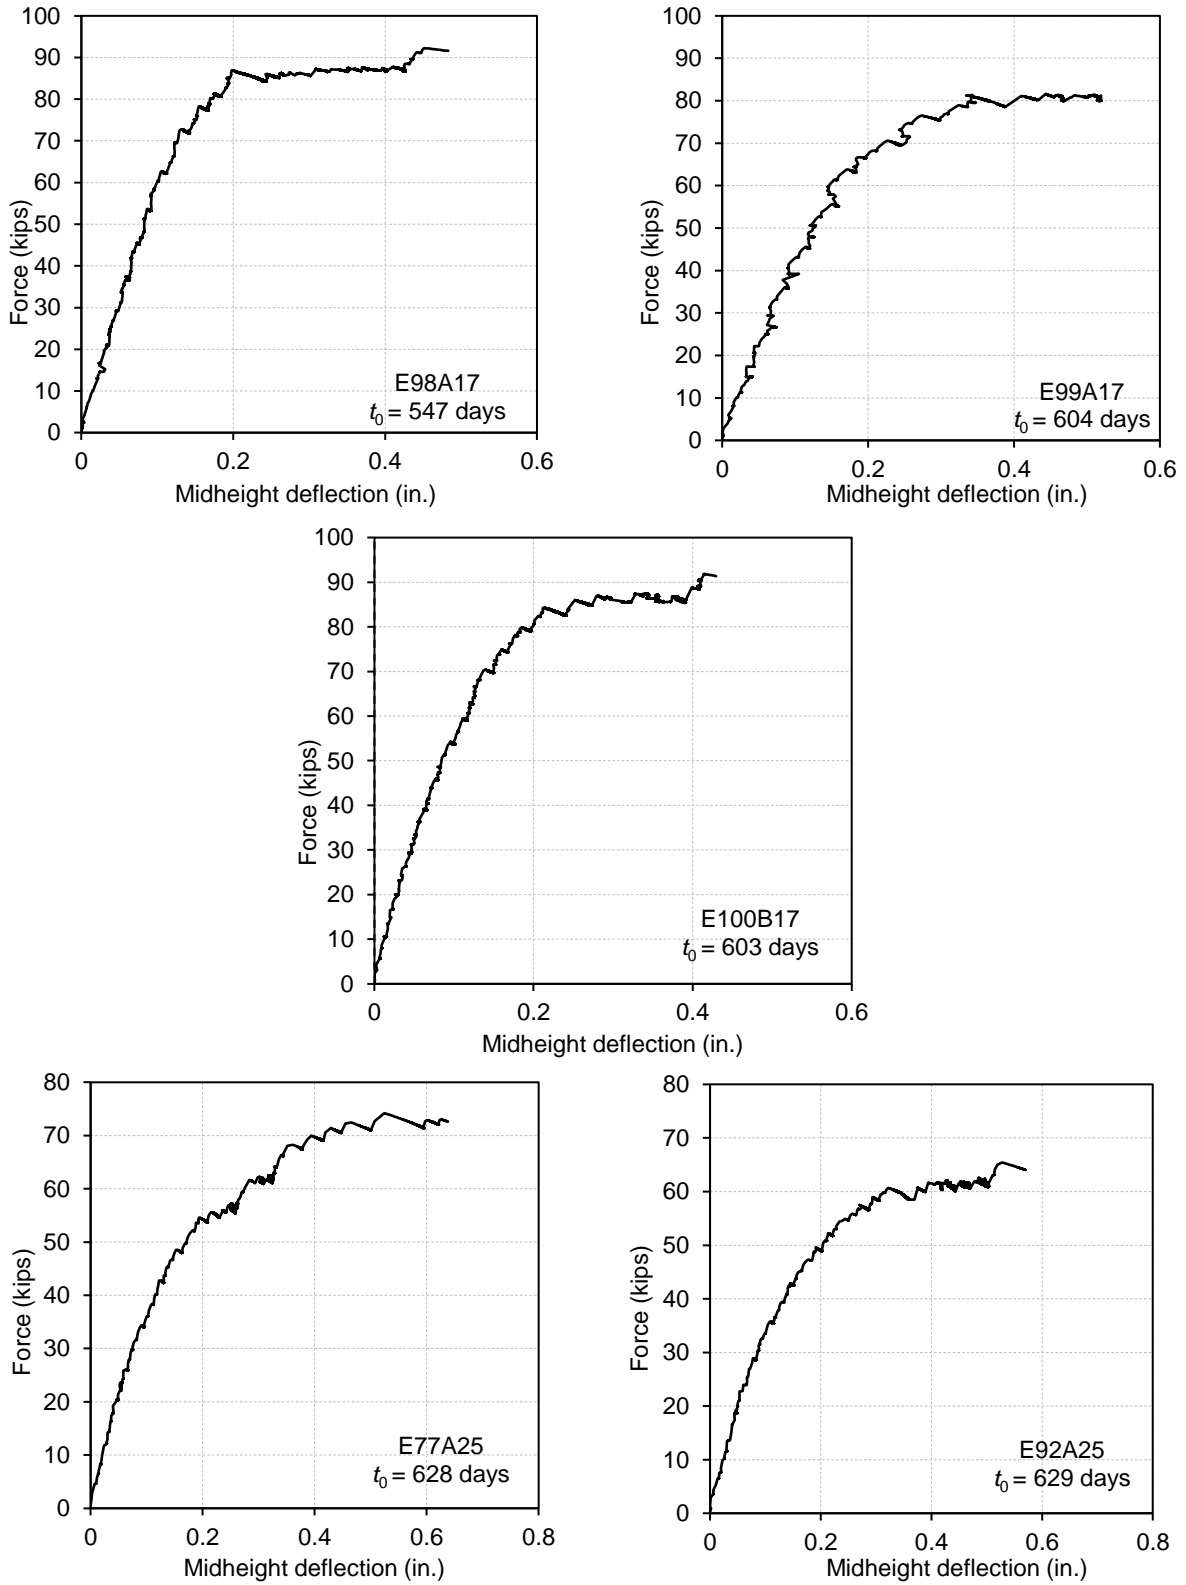 100
90
80
70
60
50
40
30
20
10
0
Force (kips)
E98A17
t0 = 547 days
0 0.2 0.4 0.6
Midheight deflection (in.)
100
90
80
70
60
50
40
30
20
10
0
Force (kips)
E99A17
t0 = 604 days
0 0.2 0.4 0.6
Midheight deflection (in.)
100
90
80
70
60
50
40
30
20
10
0
Force (kips)
E100B17
t0 = 603 days
0 0.2 0.4 0.6
Midheight deflection (in.)
80
70
60
50
40
30
20
10
0
Force (kips)
E77A25
t0 = 628 days
0 0.2 0.4 0.6 0.8
Midheight deflection (in.)
80
70
60
50
40
30
20
10
0
Force (kips)
E92A25
t0 = 629 days
0 0.2 0.4 0.6 0.8
Midheight deflection (in.)